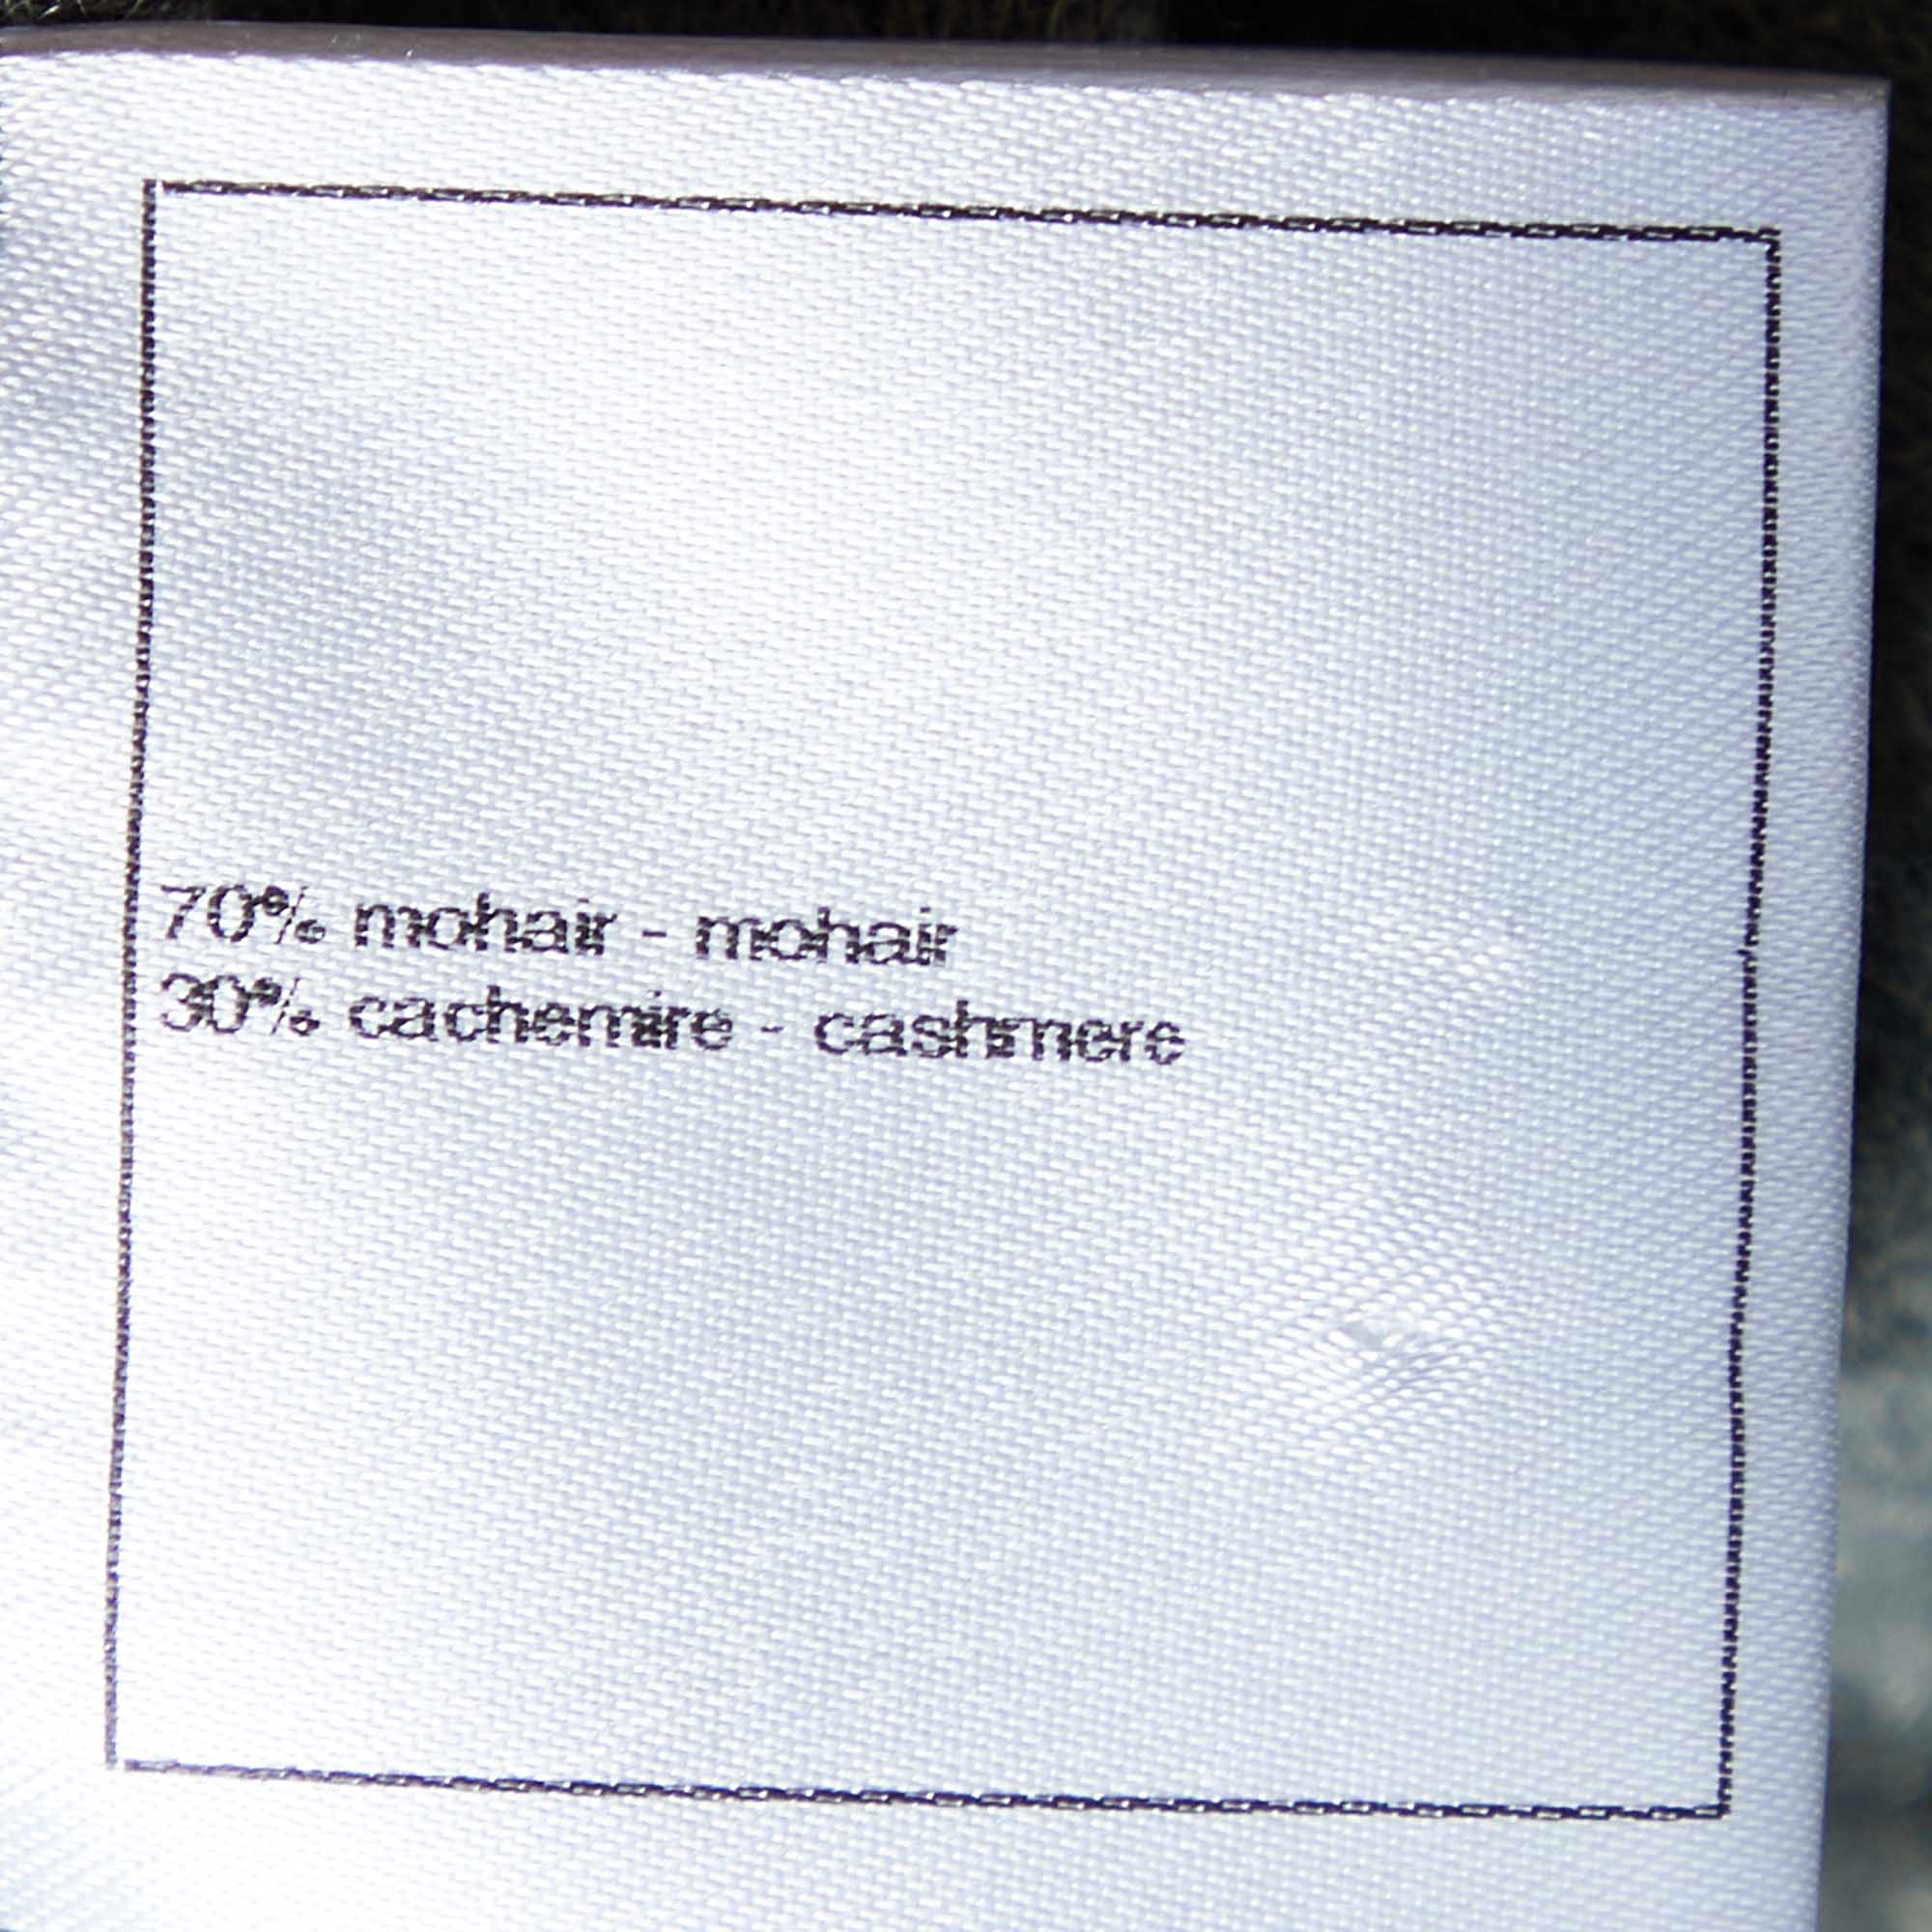 70% mohair - mohair
30% cachemire - cashmere